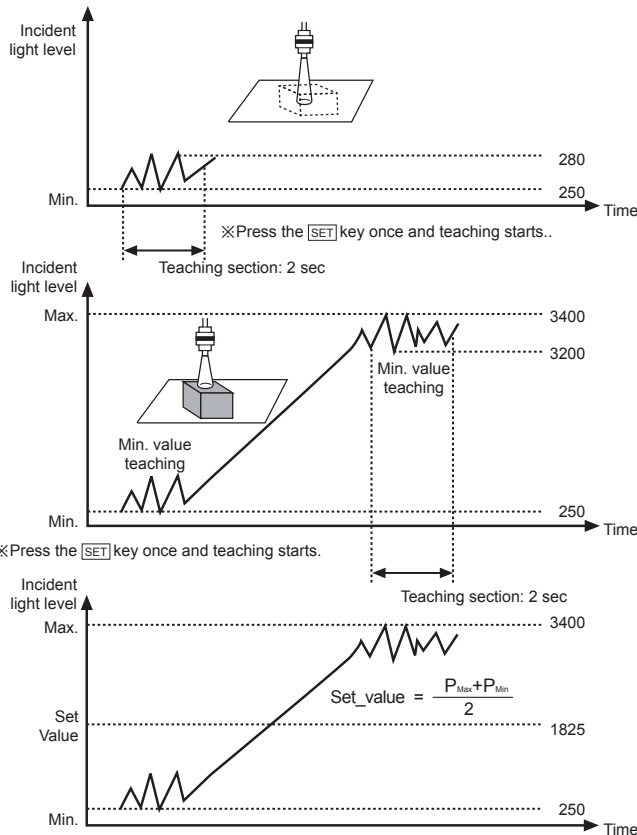 Incident
light level
280
250
Min.
Time
※Press the SET key once and teaching starts..
Teaching section: 2 sec
Incident
light level
Max.
3400
3200
Min. value
teaching
Min. value
teaching
250
Min.
Time
※Press the SET key once and teaching starts.
Teaching section: 2 sec
Incident
light level
Max.
3400
Set_value = PMax+PMin
2
Set
Value
1825
250
Min.
Time